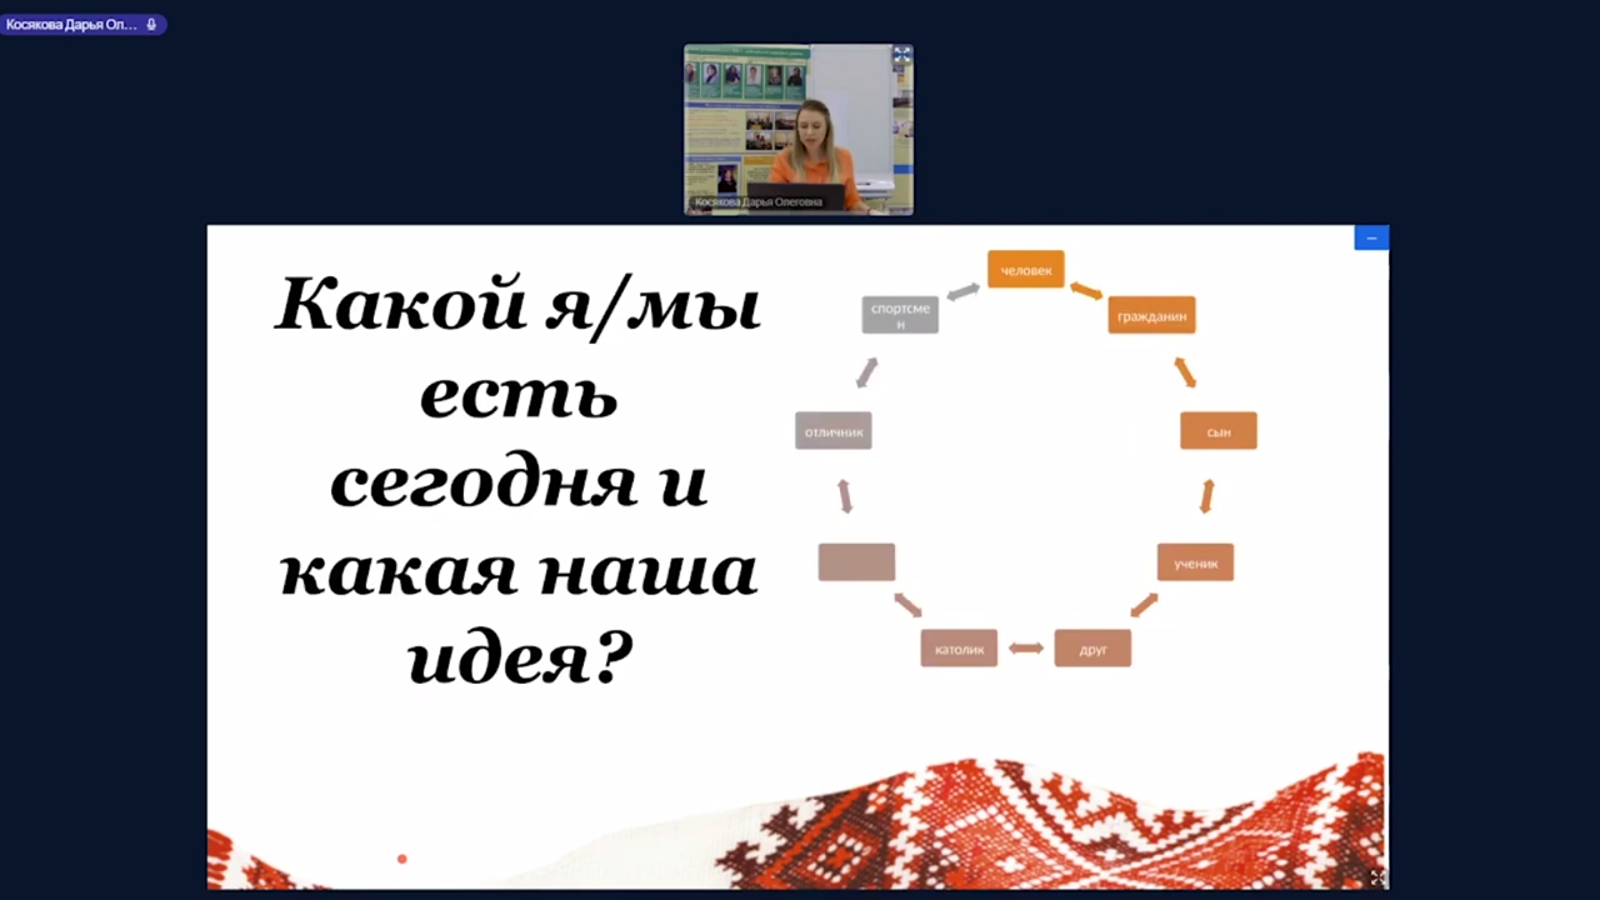 Косякова Дарья Ол...
Косякова Дарья Олеговна
Какой я/мы
есть
сегодня и
какая наша
идея?
человек
гражданин
сын
ученик
друг
католик
отличник
спортсме
н